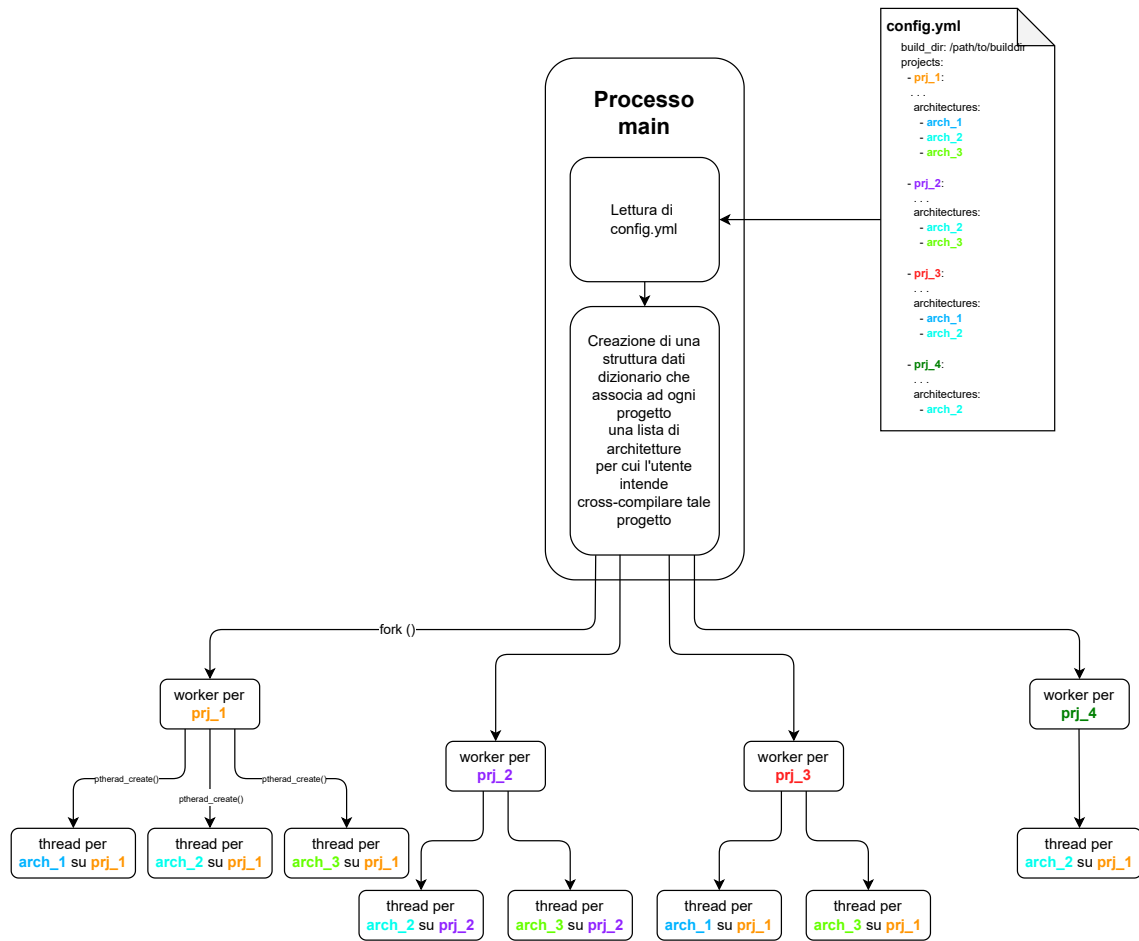 config.yml
build_dir: /path/to/builddir
projects:
- prj_1:
. . .
architectures:
- arch_1
- arch_2
- arch_3
- prj_2:
. . .
architectures:
- arch_2
- arch_3
- prj_3:
. . .
architectures:
- arch_1
- arch_2
- prj_4:
. . .
architectures:
- arch_2
Processo
main
Lettura di
config.yml
Creazione di una
struttura dati
dizionario che
associa ad ogni
progetto
una lista di
architetture
per cui l'utente
intende
cross-compilare tale
progetto
fork ()
worker per
prj_1
worker per
prj_2
worker per
prj_3
worker per
prj_4
ptherad_create()
ptherad_create()
ptherad_create()
thread per
arch_1 su prj_1
thread per
arch_2 su prj_1
thread per
arch_3 su prj_1
thread per
arch_2 su prj_2
thread per
arch_3 su prj_2
thread per
arch_1 su prj_1
thread per
arch_3 su prj_1
thread per
arch_2 su prj_1